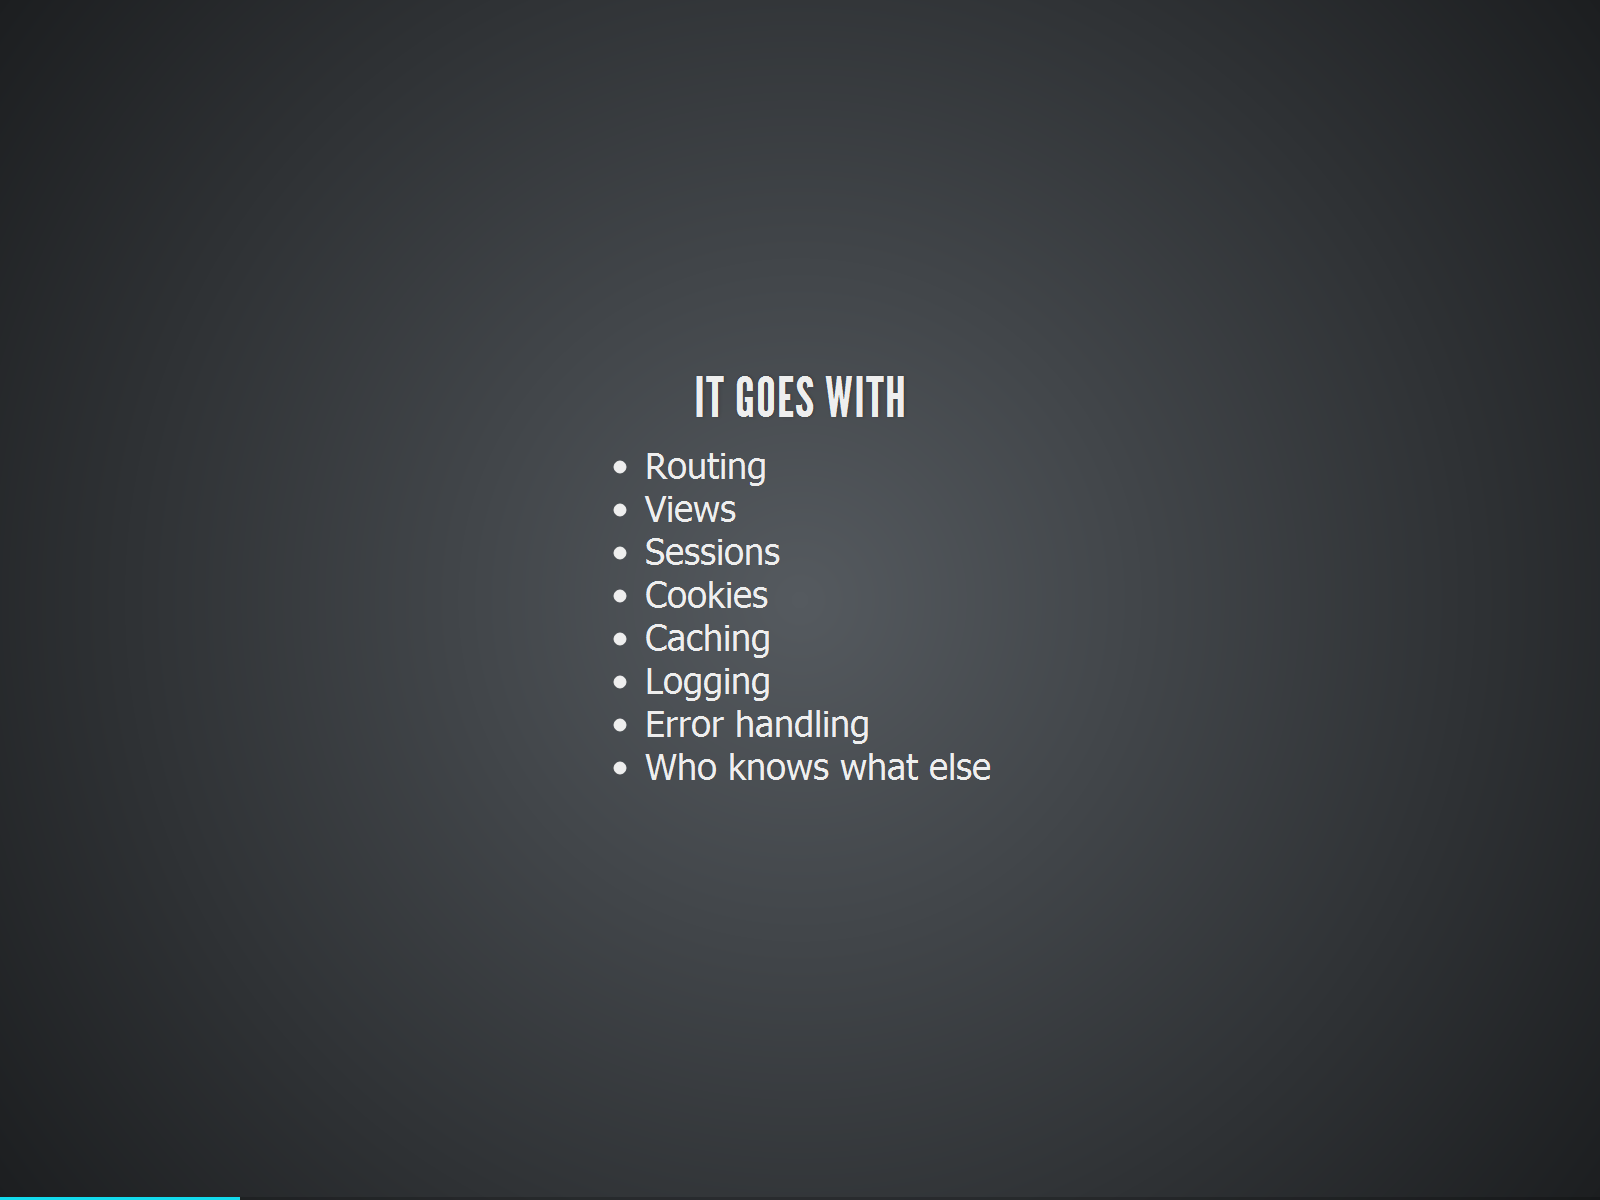 IT GOES WITH
Routing
Views
Sessions
Cookies
Caching
Logging
Error handling
Who knows what else